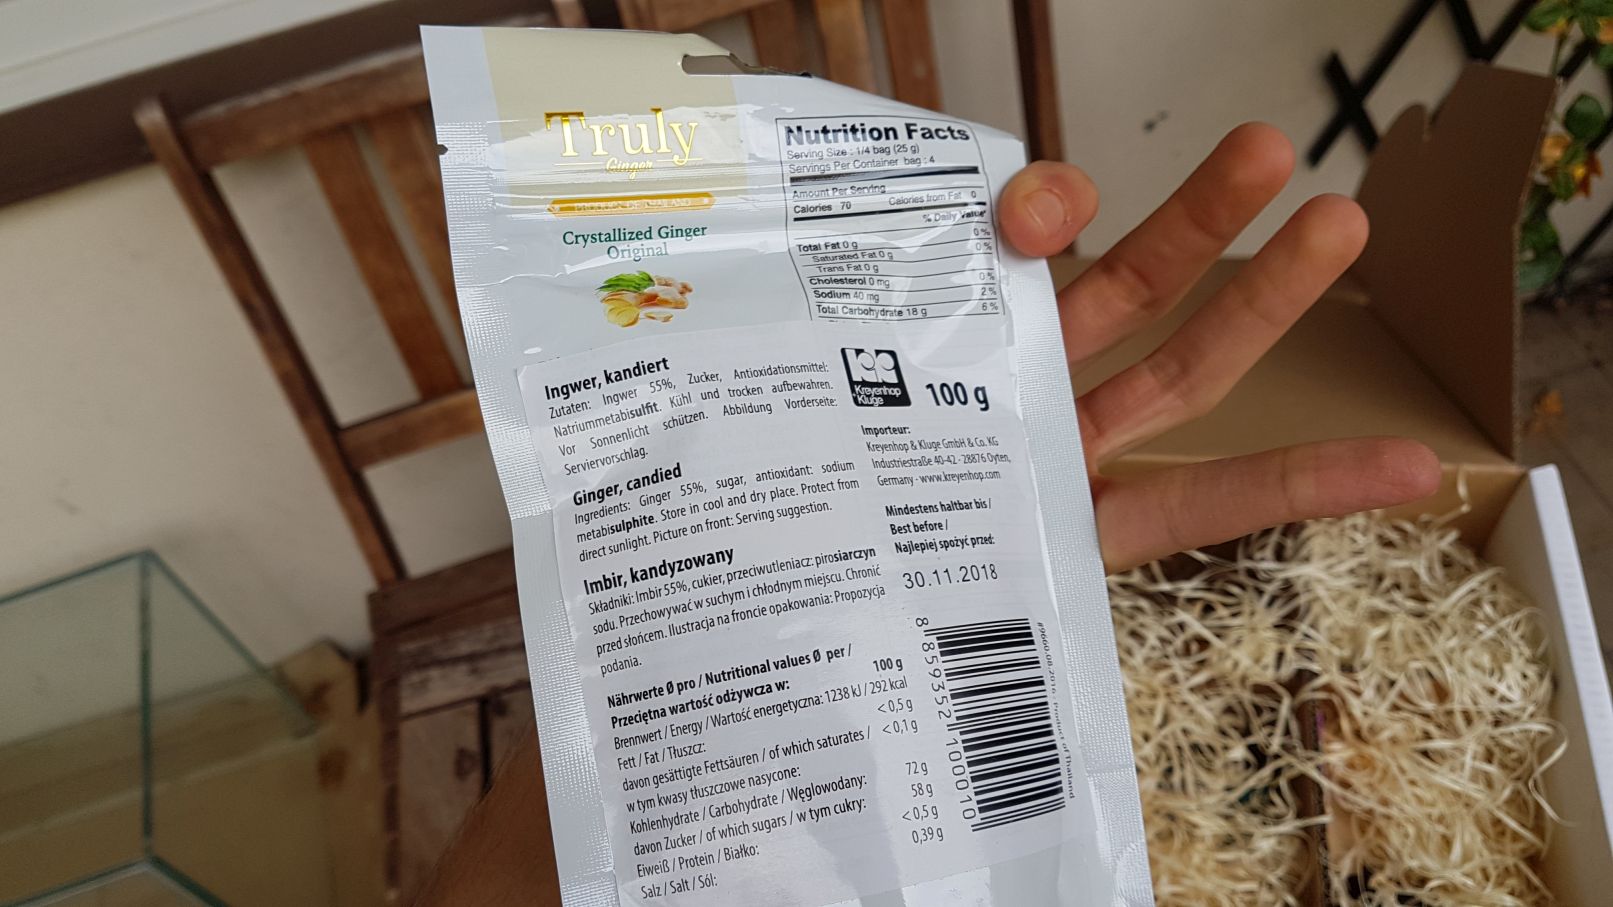 Truly
Ginger
PRODUCT OF THAILAND
Crystallized Ginger
Original
Nutrition Facts
Serving Size : 1/4 bag (25 g)
Servings Per Container bag : 4
Amount Per Serving
Calories 70 Calories from Fat 0
% Daily Value*
Total Fat 0 g 0%
Saturated Fat 0 g 0%
Trans Fat 0 g
Cholesterol 0 mg 0%
Sodium 40 mg 2%
Total Carbohydrate 18 g 6%
Ingwer, kandiert
Zutaten: Ingwer 55%, Zucker, Antioxidationsmittel:
Natriummetabisulfit. Kühl und trocken aufbewahren.
Vor Sonnenlicht schützen. Abbildung Vorderseite:
Serviervorschlag.
Ginger, candied
Ingredients: Ginger 55%, sugar, antioxidant: sodium
metabisulphite. Store in cool and dry place. Protect from
direct sunlight. Picture on front: Serving suggestion.
Imbir, kandyzowany
Składniki: Imbir 55%, cukier, przeciwutleniacz: pirosiarczyn
sodu. Przechowywać w suchym i chłodnym miejscu. Chronić
przed słońcem. Ilustracja na froncie opakowania: Propozycja
podania.
Kreyenhop
Kluge
100 g
Importeur:
Kreyenhop & Kluge GmbH & Co. KG
Industriestraße 40-42 - 28876 Oyten,
Germany - www.kreyenhop.com
Mindestens haltbar bis /
Best before /
Najlepiej spożyć przed:
30.11.2018
Nährwerte Ø pro / Nutritional values Ø per /
Przeciętna wartość odżywcza w: 100 g
Brennwert / Energy / Wartość energetyczna: 1238 kJ / 292 kcal
Fett / Fat / Tłuszcz: <0,5 g
davon gesättigte Fettsäuren / of which saturates / <0,1 g
w tym kwasy tłuszczowe nasycone:
Kohlenhydrate / Carbohydrate / Węglowodany: 72 g
davon Zucker / of which sugars / w tym cukry: 58 g
Eiweiß / Protein / Białko: <0,5 g
Salz / Salt / Sól: 0,39 g
8 859352 100010
#9660.08.2016 - Product of Thailand